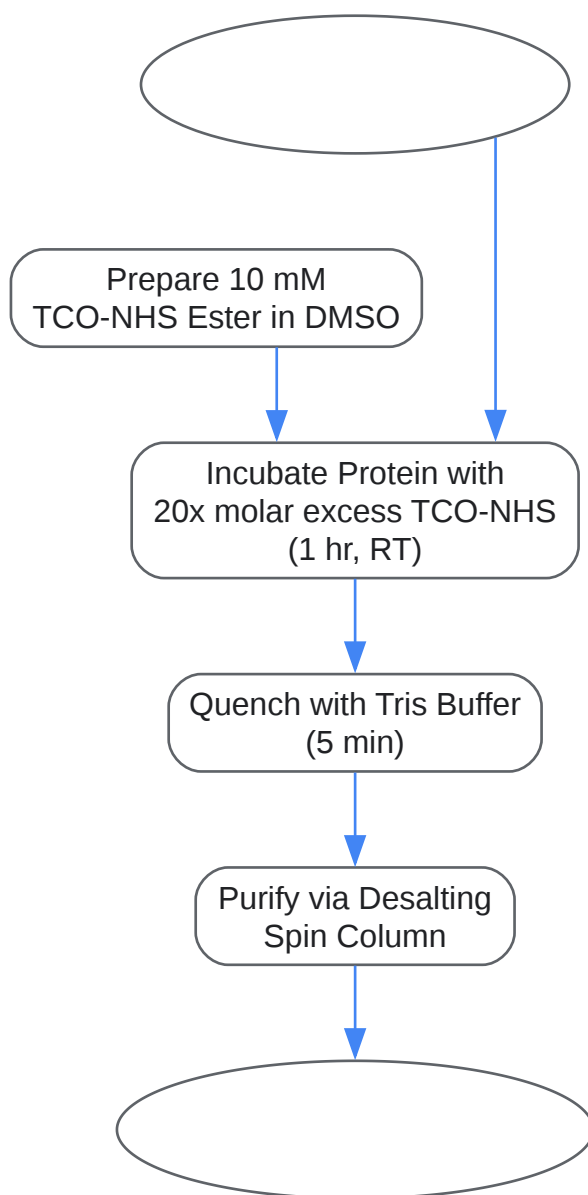 Prepare 10 mM
TCO-NHS Ester in DMSO
Incubate Protein with
20x molar excess TCO-NHS
(1 hr, RT)
Quench with Tris Buffer
(5 min)
Purify via Desalting
Spin Column